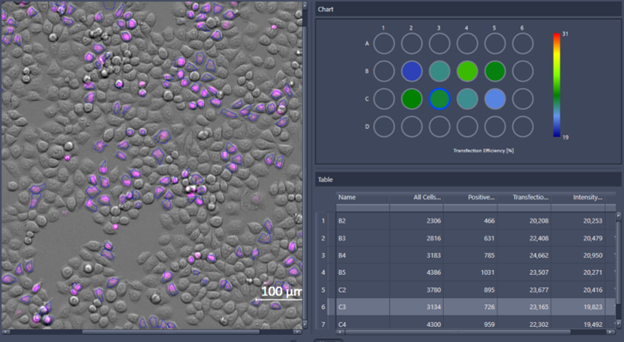 Chart
1 2 3 4 5 6
A
B
C
D
31
19
Transfection Efficiency [%]
100 µm
Table
Name All Cells... Positive... Transfectio... Intensity...
1 B2 2306 466 20,208 20,253
2 B3 2816 631 22,408 20,479
3 B4 3183 785 24,662 20,950
4 B5 4386 1031 23,507 20,271
5 C2 3780 895 23,677 20,416
6 C3 3134 726 23,165 19,823
7 C4 4300 959 22,302 19,492